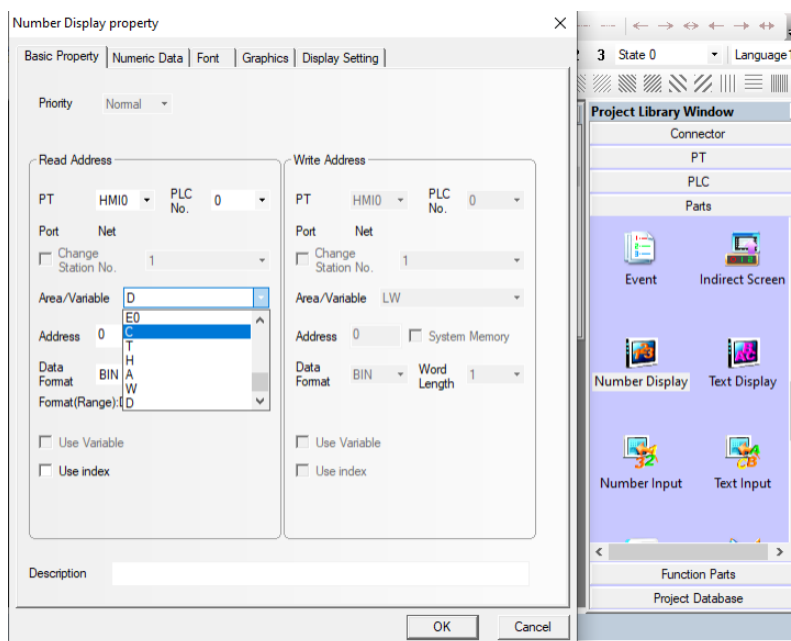 Number Display property
Basic Property Numeric Data Font Graphics Display Setting
Priority Normal
Read Address
PT HMI0 PLC No. 0
Port Net
Change Station No. 1
Area/Variable D
E0
C
T
H
A
W
D
Address 0
Data Format BIN
Format(Range):
Use Variable
Use index
Write Address
PT HMI0 PLC No. 0
Port Net
Change Station No. 1
Area/Variable LW
Address 0 System Memory
Data Format BIN Word Length 1
Use Variable
Use index
Description
OK Cancel
3 State 0 Language
Project Library Window
Connector
PT
PLC
Parts
Event Indirect Screen
Number Display Text Display
Number Input Text Input
Function Parts
Project Database